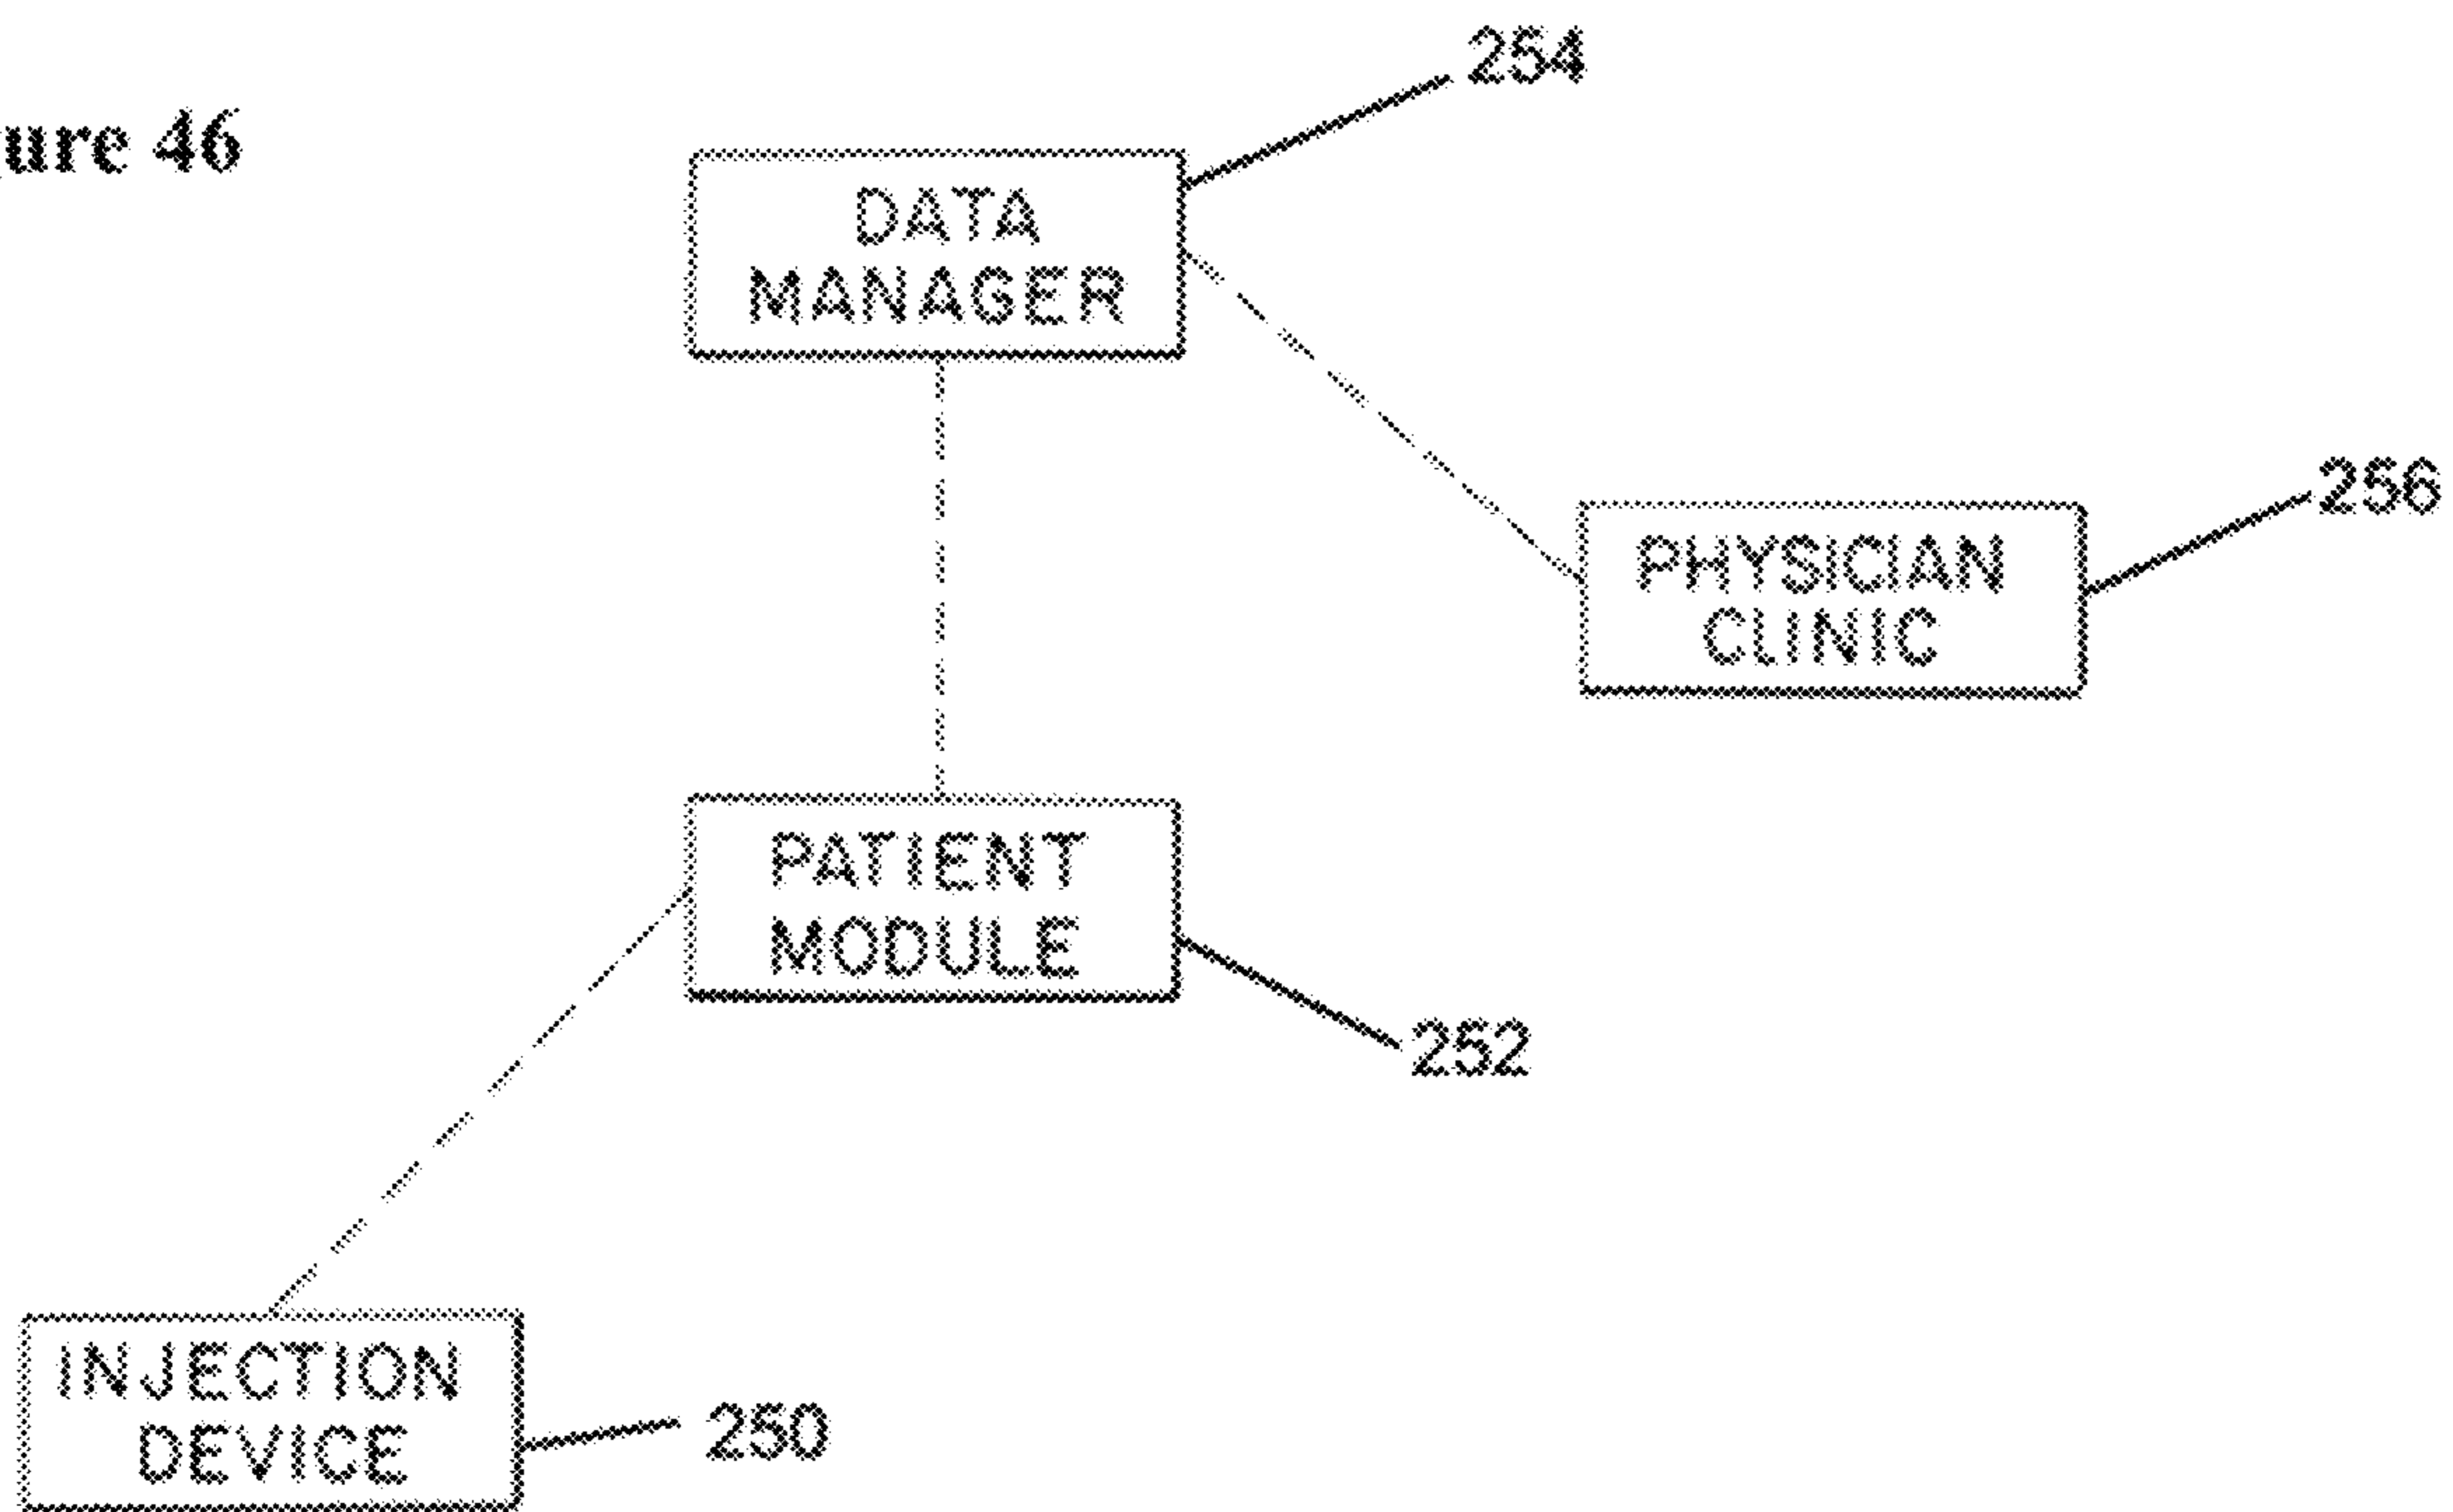 254
ure 46
DATA
MANAGER
256
PHYSICIAN
CLINIC
PATIENT
MODULE
252
INJECTION
DEVICE
250